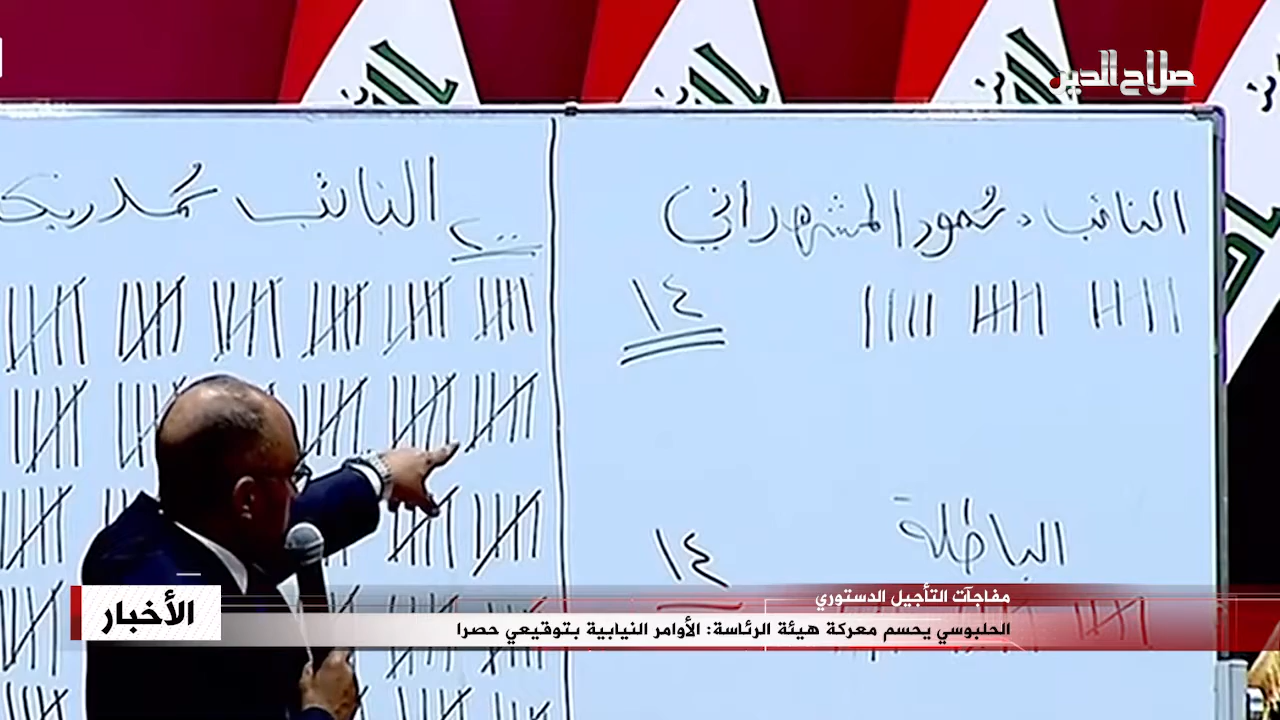 صلاح الدين
النائب د. محمود المشهداني
١٤
النائب محمد
٢٠٠
الباطلة
١٤
الأخبار
مفاجآت التأجيل الدستوري
الحلبوسي يحسم معركة هيئة الرئاسة: الأوامر النيابية بتوقيعي حصرا